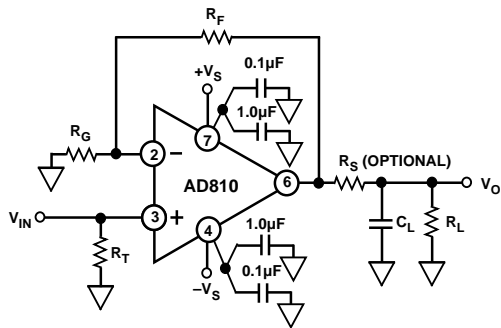 RF
0.1µF
+VS
1.0µF
RG
7
2
−
RS (OPTIONAL)
VO
AD810
6
VIN
3
+
4
1.0µF
CL
RL
RT
0.1µF
−VS